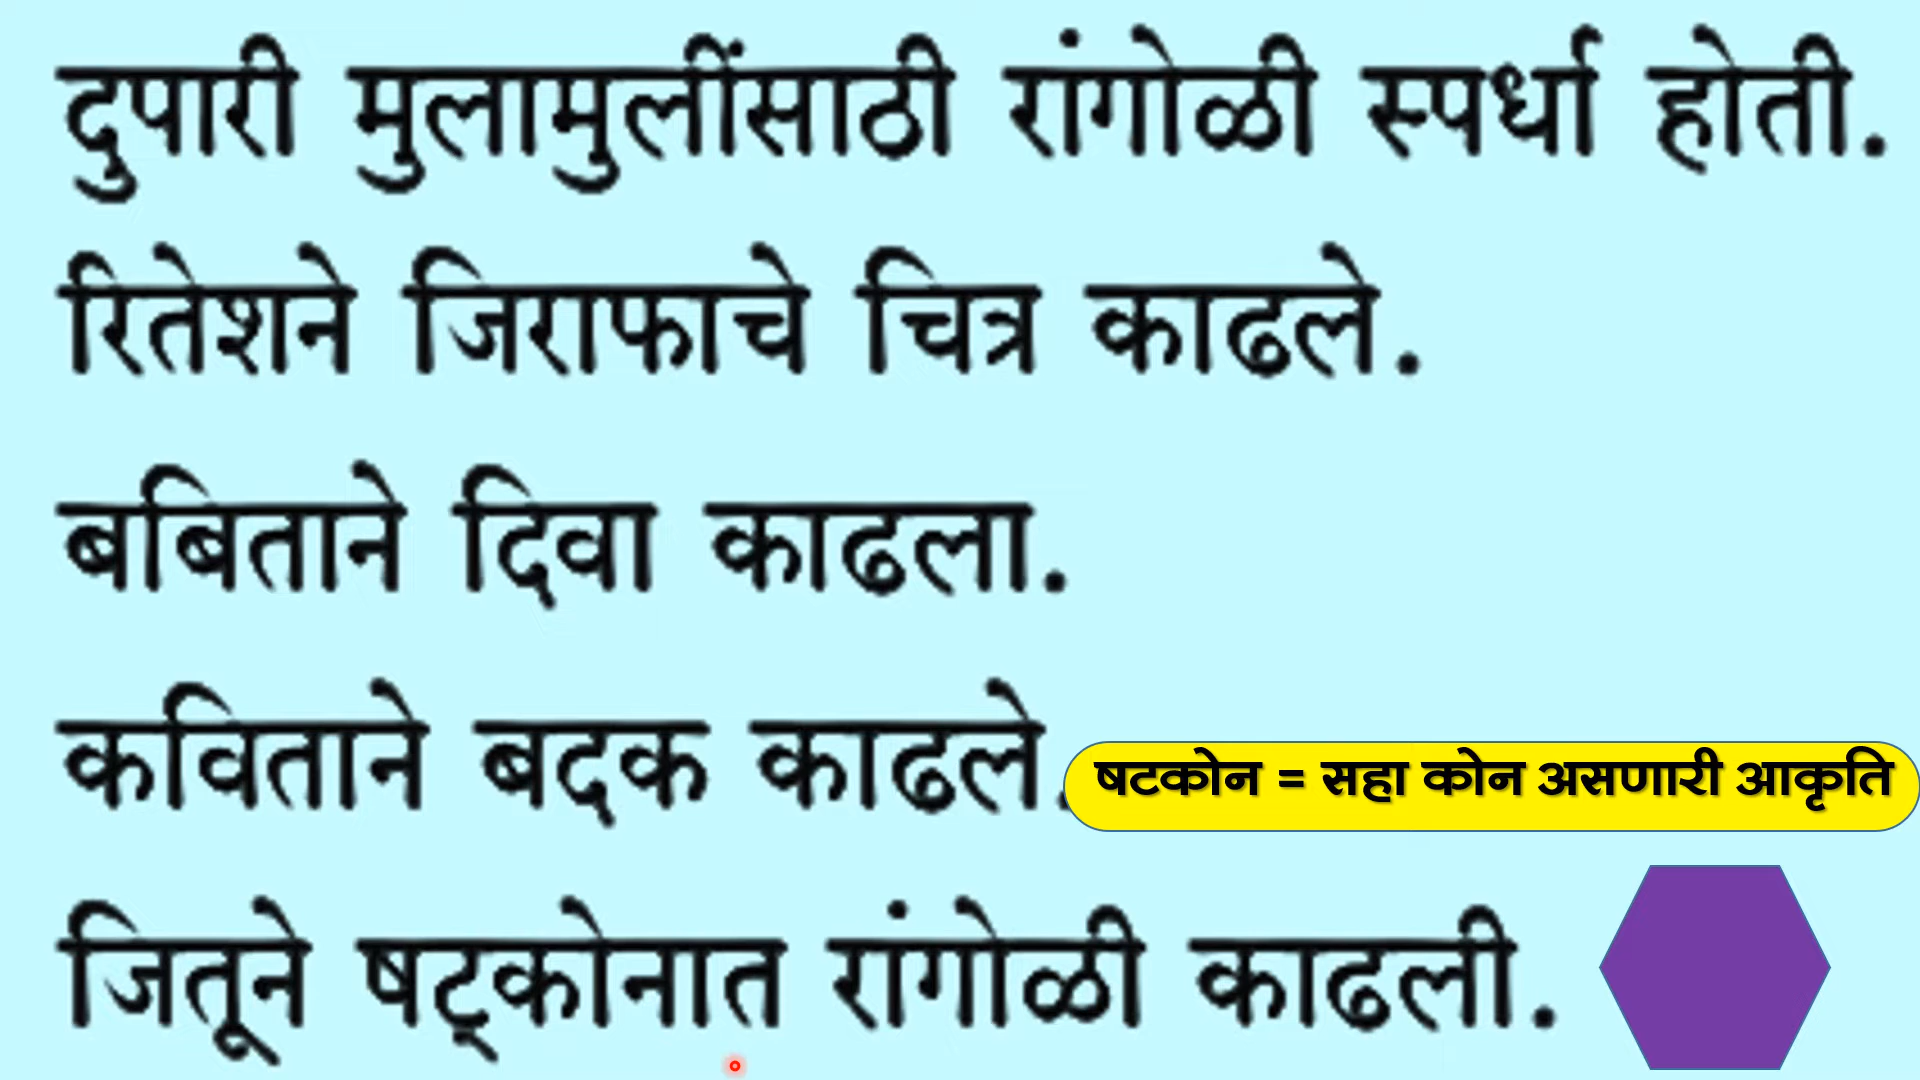 दुपारी मुलामुलींसाठी रांगोळी स्पर्धा होती.
रितेशने जिराफाचे चित्र काढले.
बबिताने दिवा काढला.
कविताने बदक काढले.
षटकोन = सहा कोन असणारी आकृति
जितूने षट्कोनात रांगोळी काढली.